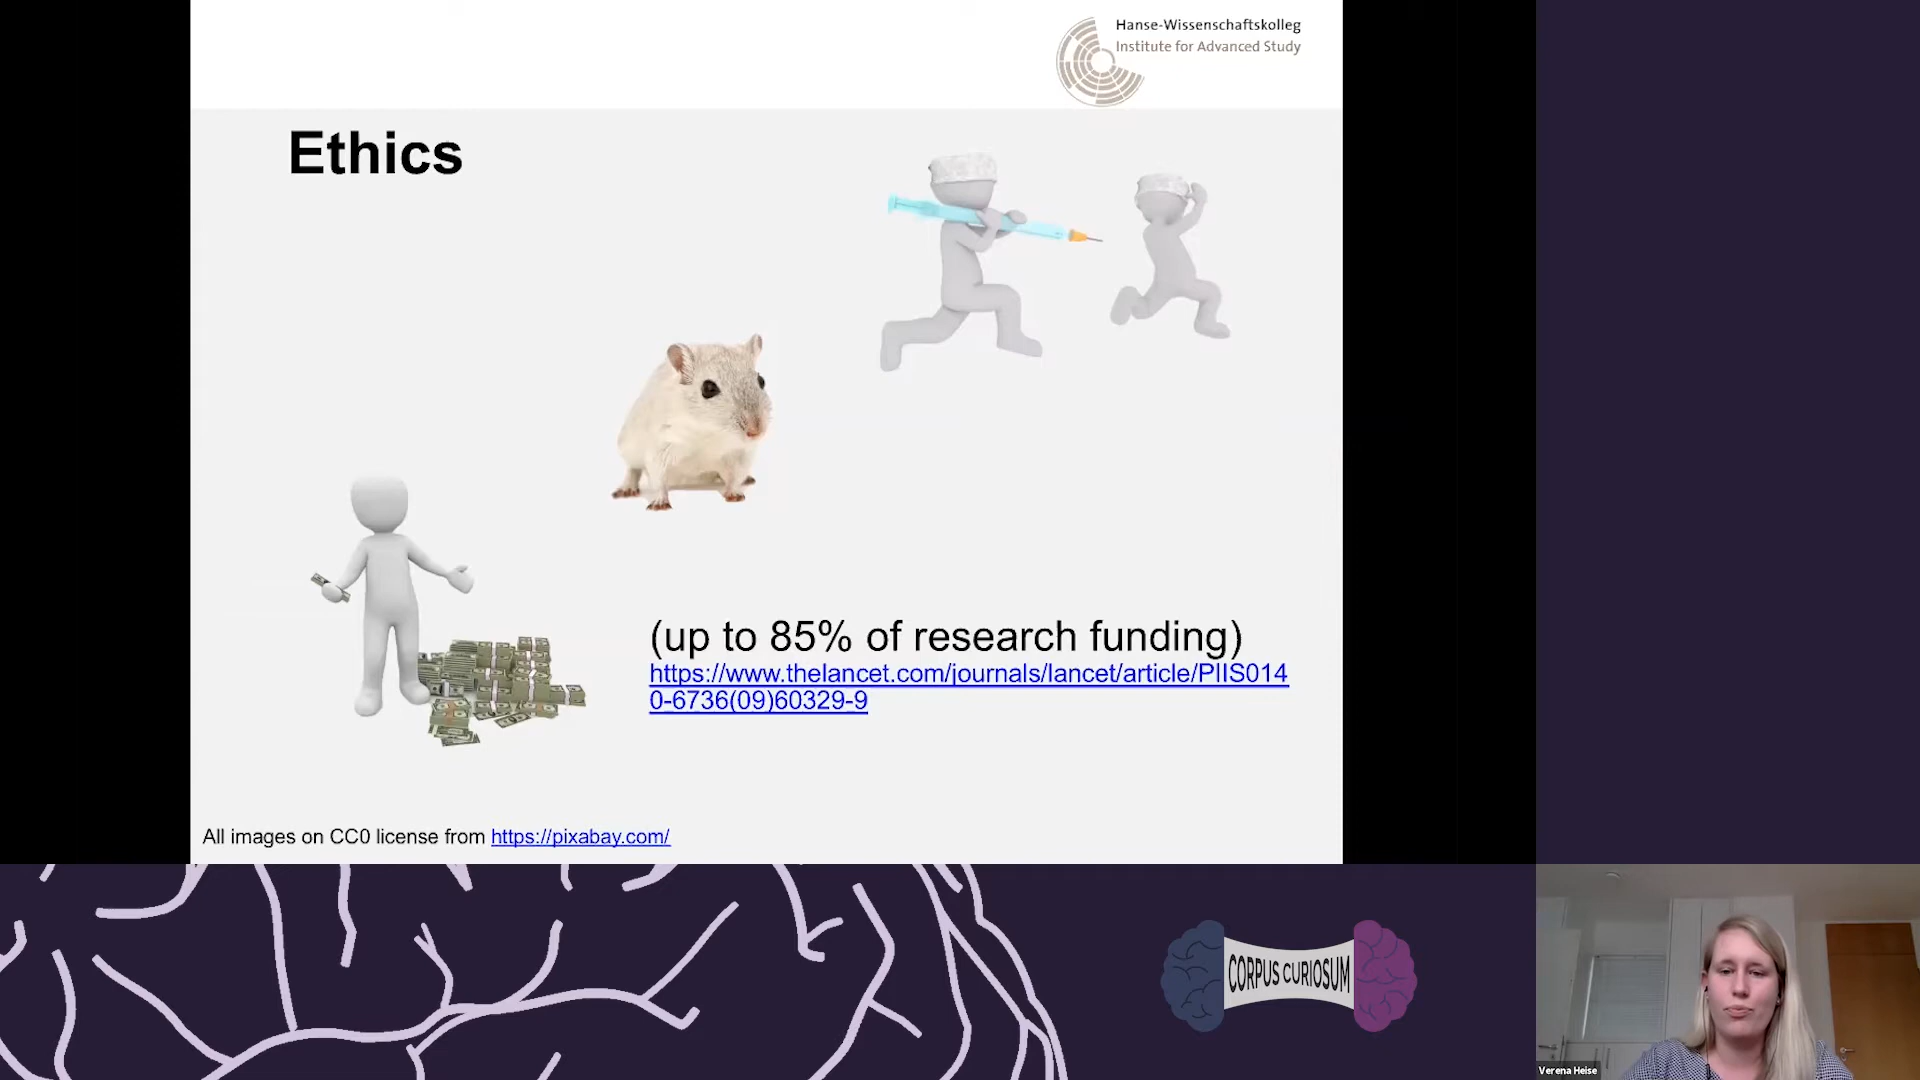 Hanse-Wissenschaftskolleg
Institute for Advanced Study
Ethics
(up to 85% of research funding)
https://www.thelancet.com/journals/lancet/article/PIIS014
0-6736(09)60329-9
All images on CC0 license from https://pixabay.com/
CORPUS CURIOSUM
Verena Heise